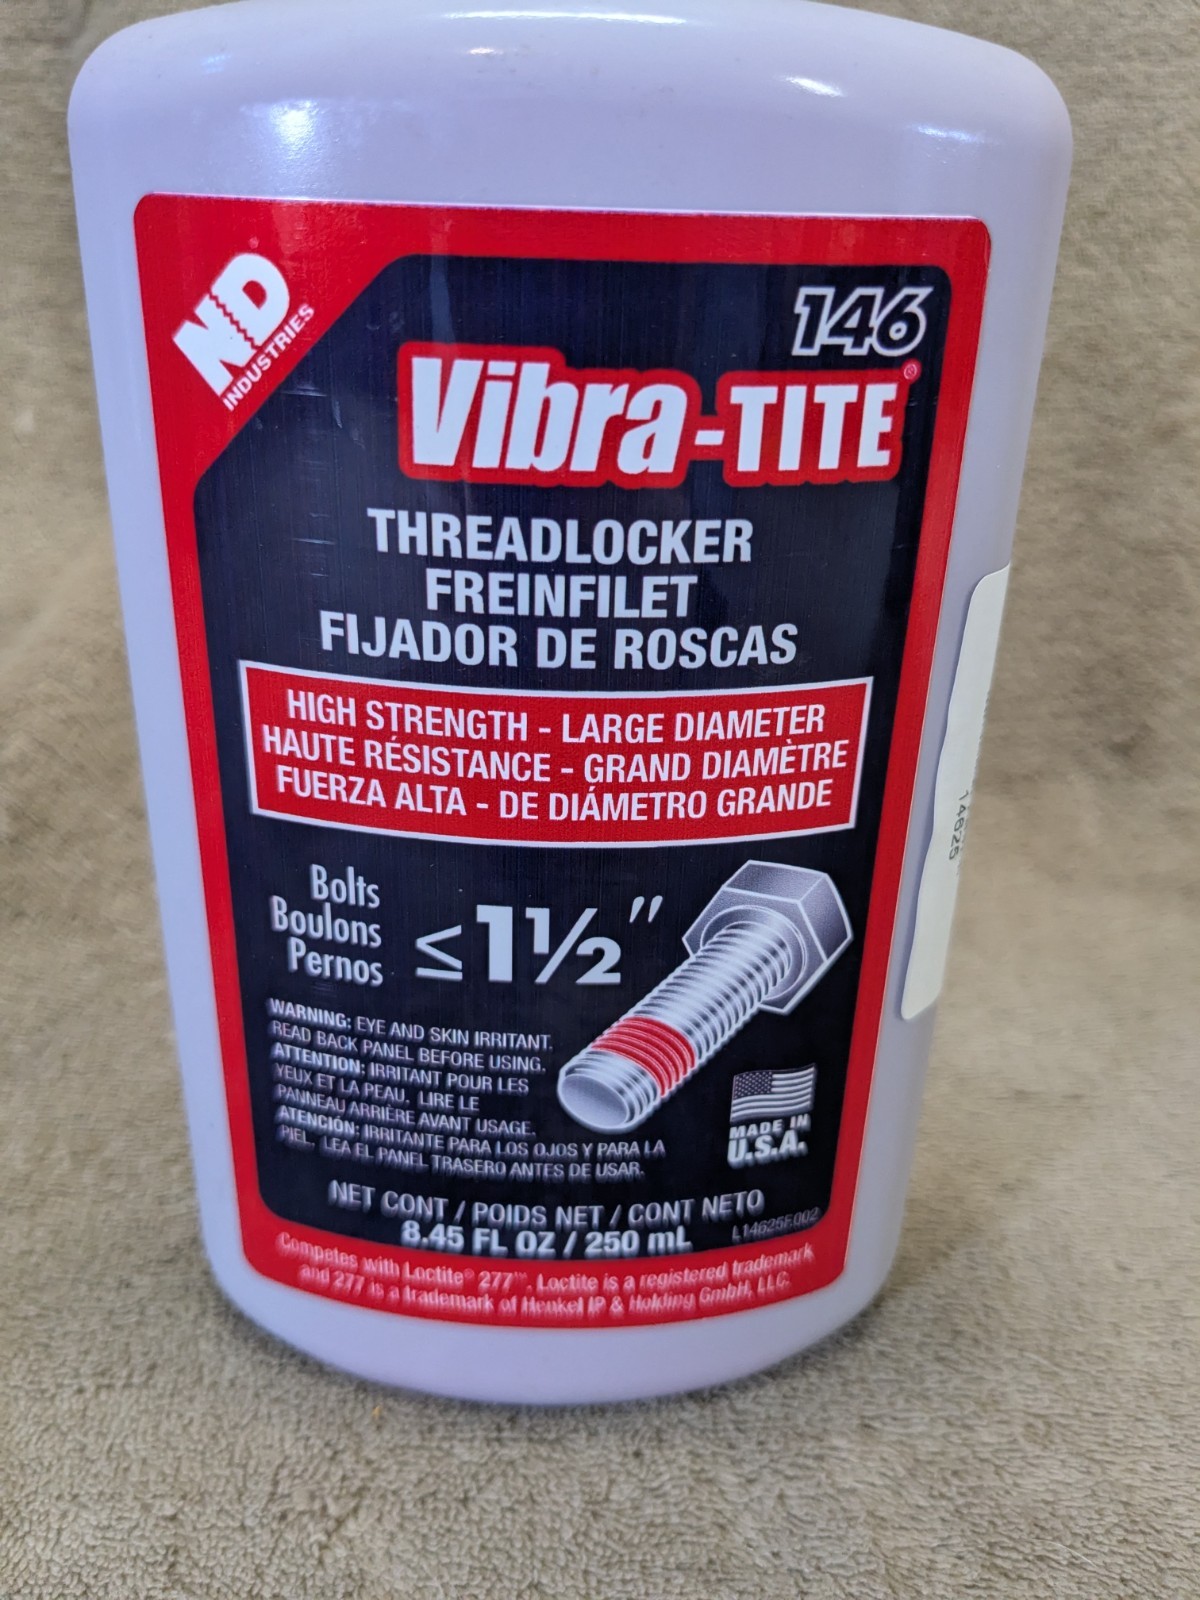 ND
INDUSTRIES
146
Vibra-TITE®
THREADLOCKER
FREINFILET
FIJADOR DE ROSCAS
HIGH STRENGTH - LARGE DIAMETER
HAUTE RÉSISTANCE - GRAND DIAMÈTRE
FUERZA ALTA - DE DIÁMETRO GRANDE
Bolts
Boulons
Pernos
≤ 1½"
WARNING: EYE AND SKIN IRRITANT.
READ BACK PANEL BEFORE USING.
ATTENTION: IRRITANT POUR LES
YEUX ET LA PEAU. LIRE LE
PANNEAU ARRIÈRE AVANT USAGE.
ATENCIÓN: IRRITANTE PARA LOS OJOS Y PARA LA
PIEL. LEA EL PANEL TRASERO ANTES DE USAR.
MADE IN
U.S.A.
NET CONT / POIDS NET / CONT NETO
8.45 FL OZ / 250 mL
L14625F.002
Competes with Loctite® 277™. Loctite is a registered trademark
and 277 is a trademark of Henkel IP & Holding GmbH, LLC.
14625